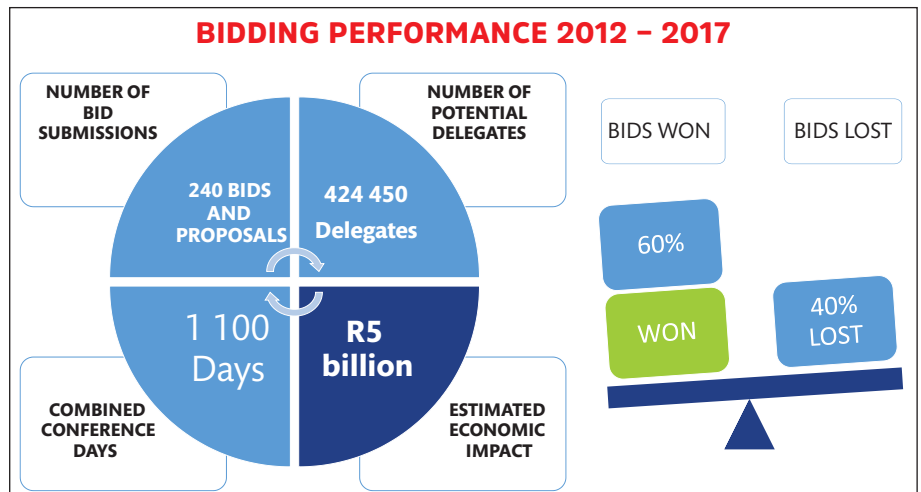 BIDDING PERFORMANCE 2012 – 2017
NUMBER OF
BID
SUBMISSIONS
NUMBER OF
POTENTIAL
DELEGATES
240 BIDS
AND
PROPOSALS
424 450
Delegates
1 100
Days
R5
billion
COMBINED
CONFERENCE
DAYS
ESTIMATED
ECONOMIC
IMPACT
BIDS WON
BIDS LOST
60%
WON
40%
LOST